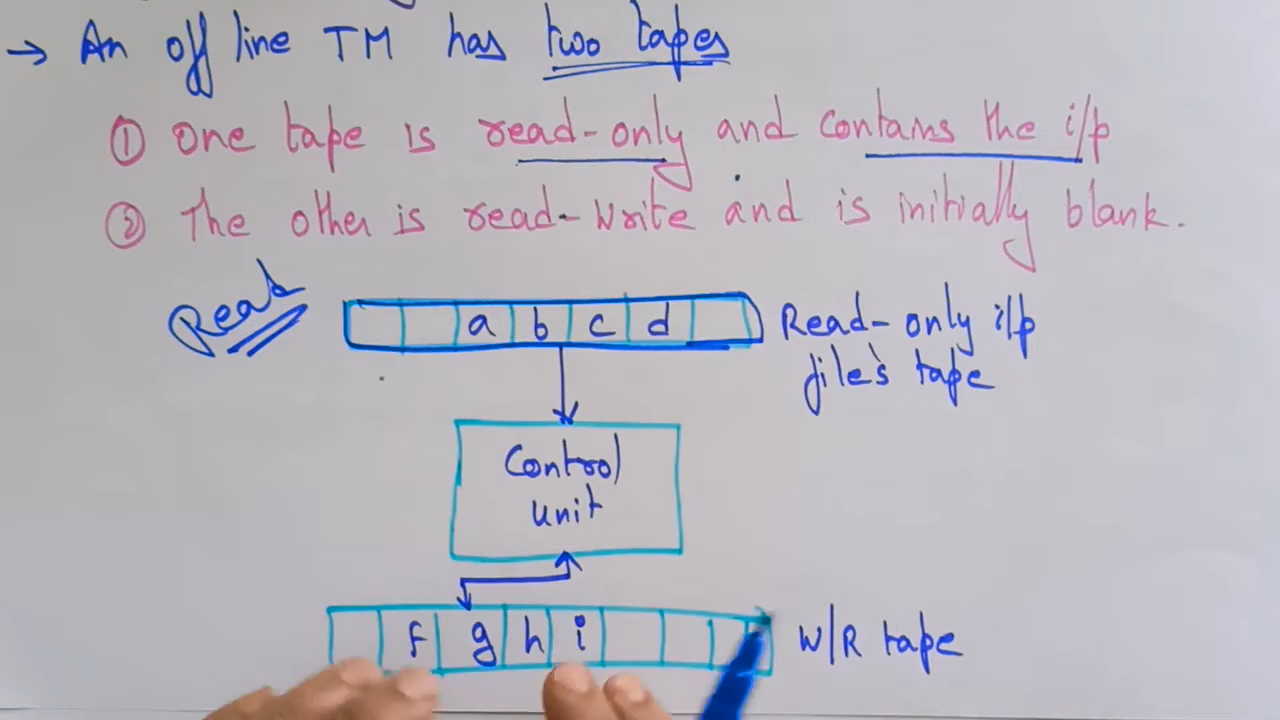 → An off line TM has two tapes
① One tape is read-only and contains the i/p
② The other is read-write and is initially blank.
Read
a b c d
Read-only i/p
file's tape
Control
unit
f g h i
W/R tape